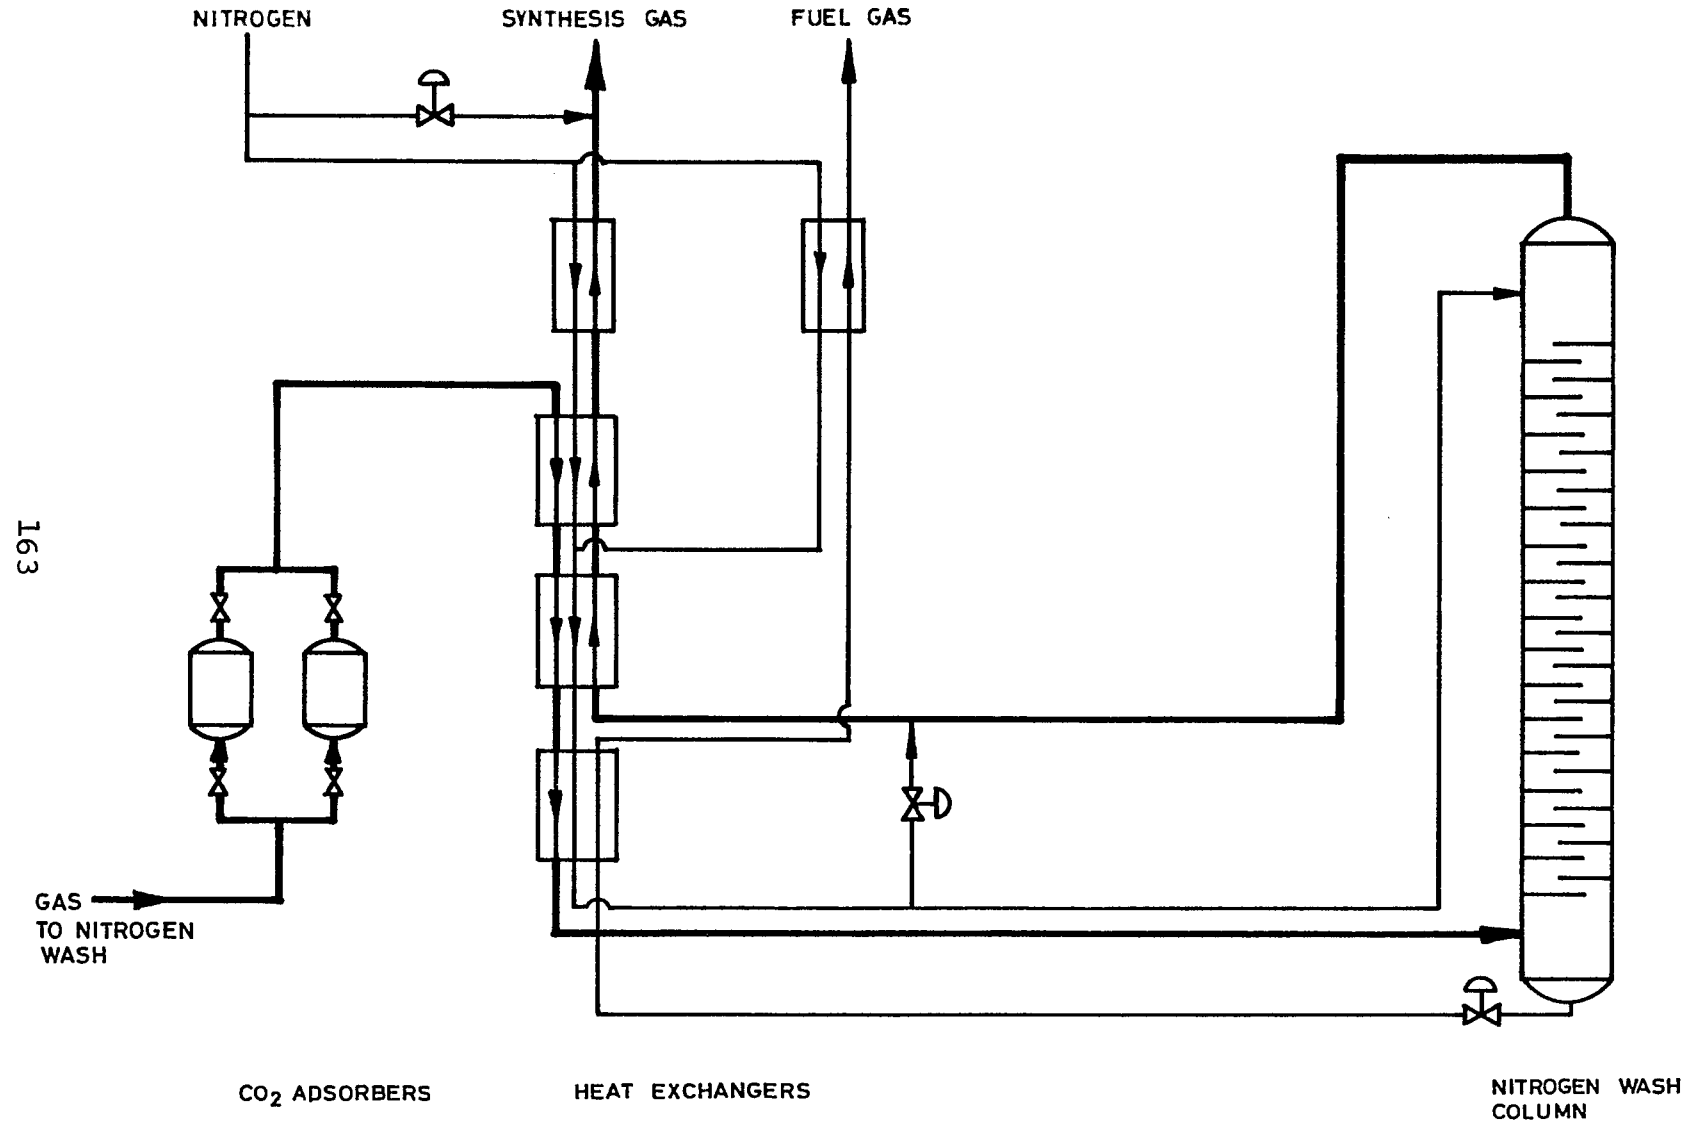 NITROGEN
SYNTHESIS GAS
FUEL GAS
163
GAS
TO NITROGEN
WASH
CO2 ADSORBERS
HEAT EXCHANGERS
NITROGEN WASH
COLUMN